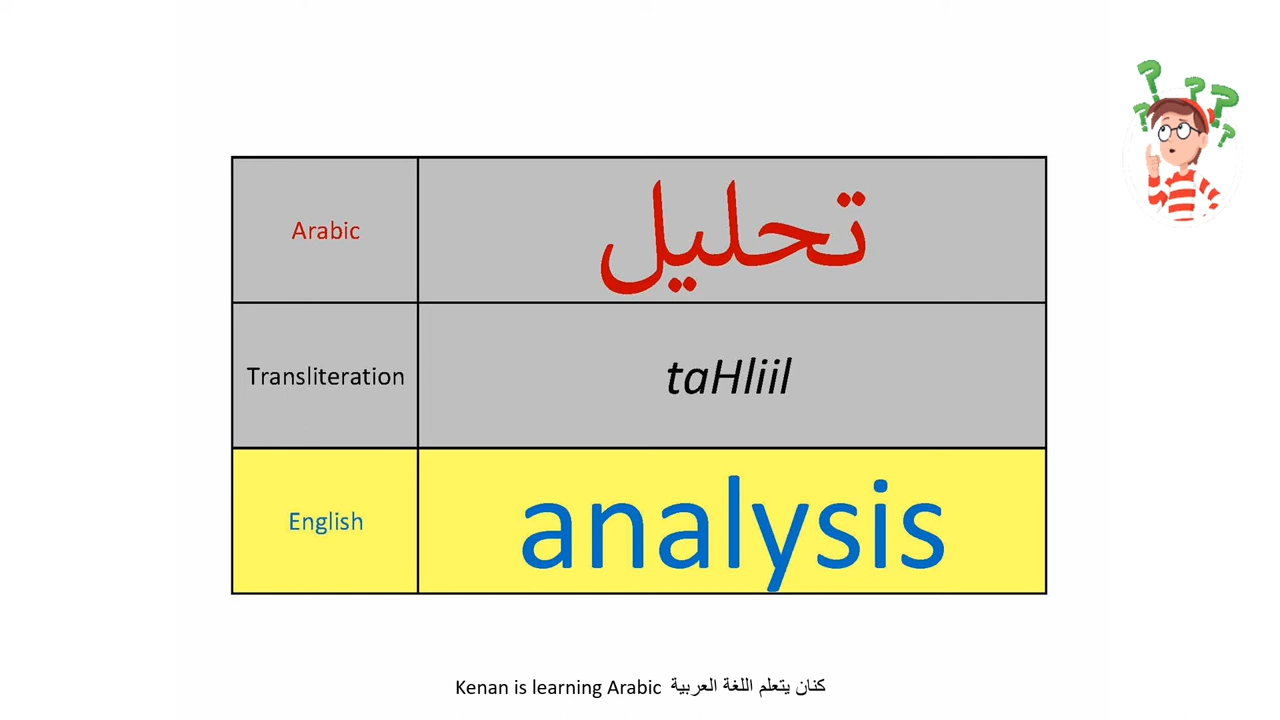 Arabic تحليل
Transliteration taHliil
English analysis
Kenan is learning Arabic كنان يتعلم اللغة العربية